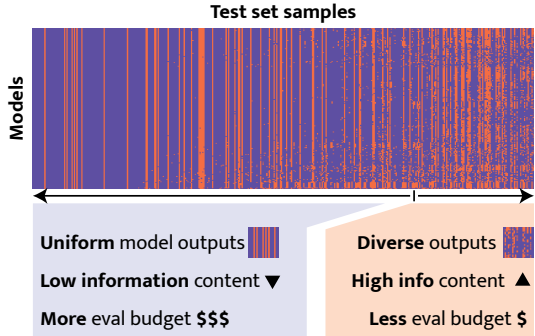 Test set samples
Models
Uniform model outputs
Low information content ▼
More eval budget $$$
Diverse outputs
High info content ▲
Less eval budget $